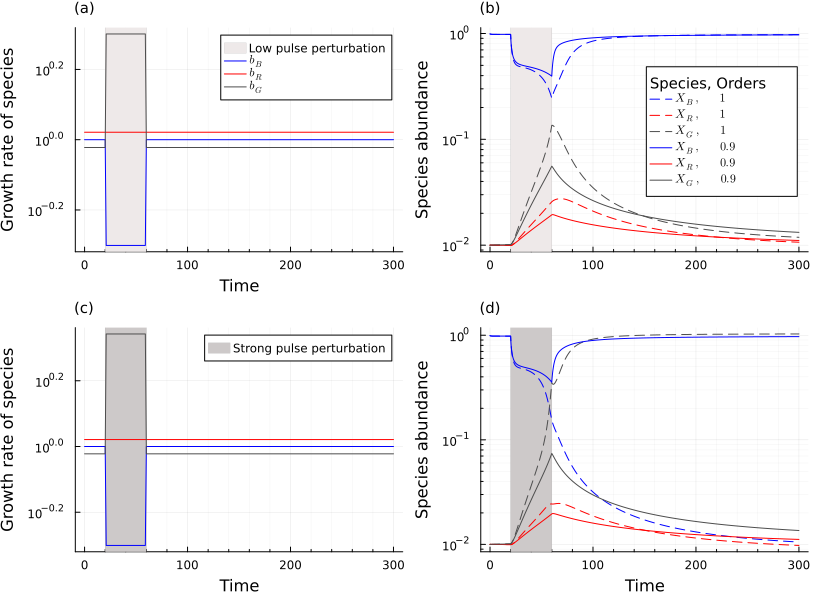 (a)
Growth rate of species
10^0.2
10^0.0
10^-0.2
Low pulse perturbation
b_B
b_R
b_G
0 100 200 300
Time
(b)
Species abundance
10^0
10^-1
10^-2
Species, Orders
X_B, 1
X_R, 1
X_G, 1
X_B, 0.9
X_R, 0.9
X_G, 0.9
0 100 200 300
Time
(c)
Growth rate of species
10^0.2
10^0.0
10^-0.2
Strong pulse perturbation
0 100 200 300
Time
(d)
Species abundance
10^0
10^-1
10^-2
0 100 200 300
Time